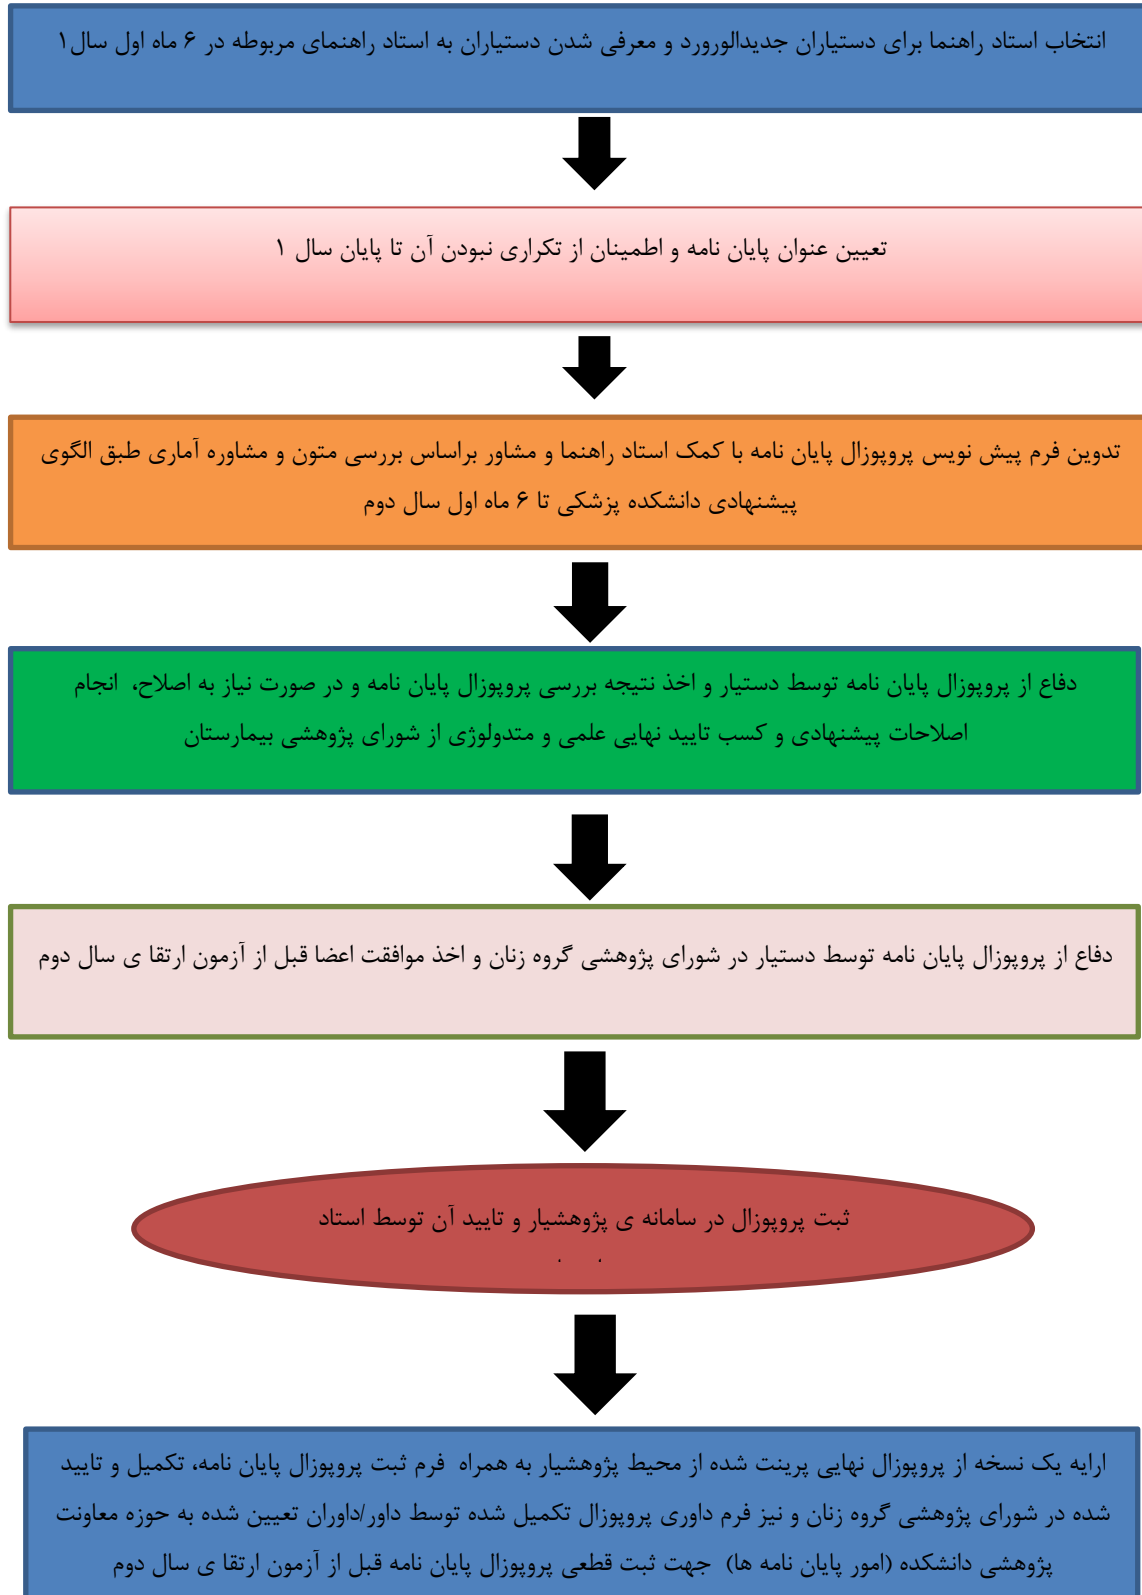 انتخاب استاد راهنما برای دستیاران جدیدالورورد و معرفی شدن دستیاران به استاد راهنمای مربوطه در ۶ ماه اول سال۱
تعیین عنوان پایان نامه و اطمینان از تکراری نبودن آن تا پایان سال ۱
تدوین فرم پیش نویس پروپوزال پایان نامه با کمک استاد راهنما و مشاور براساس بررسی متون و مشاوره آماری طبق الگوی
پیشنهادی دانشکده پزشکی تا ۶ ماه اول سال دوم
دفاع از پروپوزال پایان نامه توسط دستیار و اخذ نتیجه بررسی پروپوزال پایان نامه و در صورت نیاز به اصلاح، انجام
اصلاحات پیشنهادی و کسب تایید نهایی علمی و متدولوژی از شورای پژوهشی بیمارستان
دفاع از پروپوزال پایان نامه توسط دستیار در شورای پژوهشی گروه زنان و اخذ موافقت اعضا قبل از آزمون ارتقا ی سال دوم
ثبت پروپوزال در سامانه ی پژوهشیار و تایید آن توسط استاد
ارایه یک نسخه از پروپوزال نهایی پرینت شده از محیط پژوهشیار به همراه فرم ثبت پروپوزال پایان نامه، تکمیل و تایید
شده در شورای پژوهشی گروه زنان و نیز فرم داوری پروپوزال تکمیل شده توسط داور/داوران تعیین شده به حوزه معاونت
پژوهشی دانشکده (امور پایان نامه ها) جهت ثبت قطعی پروپوزال پایان نامه قبل از آزمون ارتقا ی سال دوم